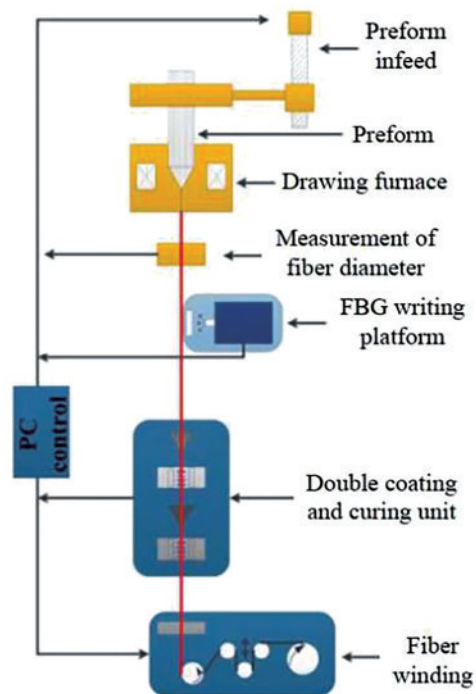 Preform
infeed
Preform
Drawing furnace
Measurement of
fiber diameter
FBG writing
platform
PC
control
Double coating
and curing unit
Fiber
winding